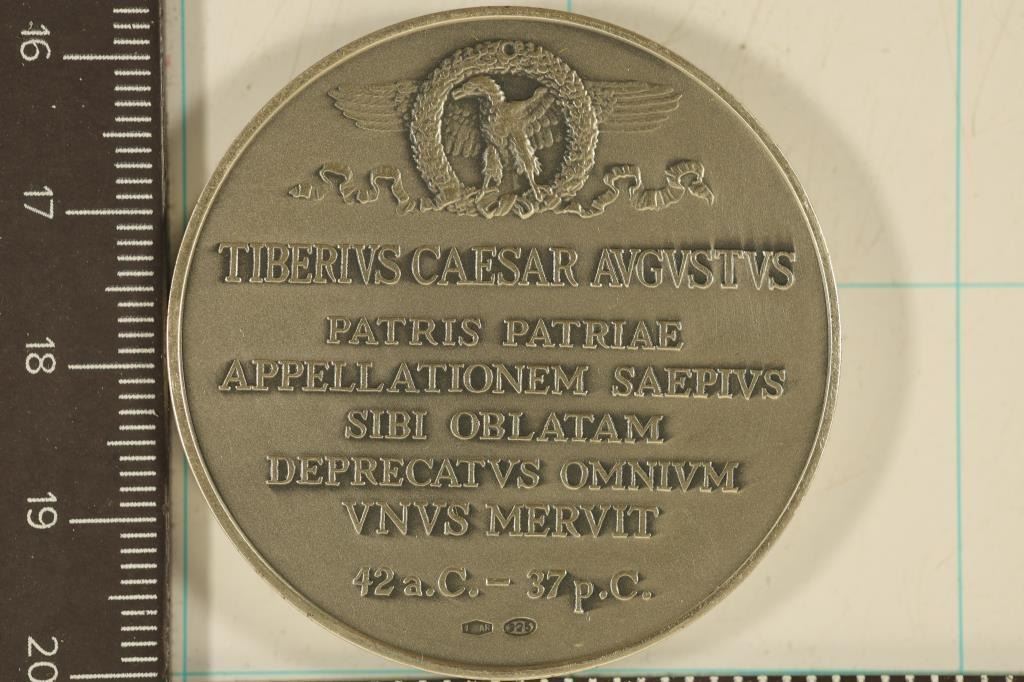 TIBERIVS CAESAR AVGVSTVS
PATRIS PATRIAE
APPELLATIONEM SAEPIVS
SIBI OBLATAM
DEPRECATVS OMNIVM
VNVS MERVIT
42 a.C. – 37 p.C.
925
16
17
18
19
20